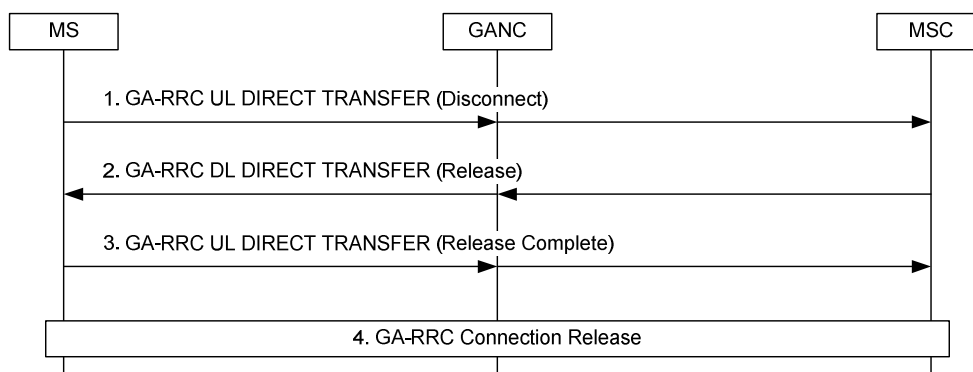 MS
GANC
MSC
1. GA-RRC UL DIRECT TRANSFER (Disconnect)
2. GA-RRC DL DIRECT TRANSFER (Release)
3. GA-RRC UL DIRECT TRANSFER (Release Complete)
4. GA-RRC Connection Release